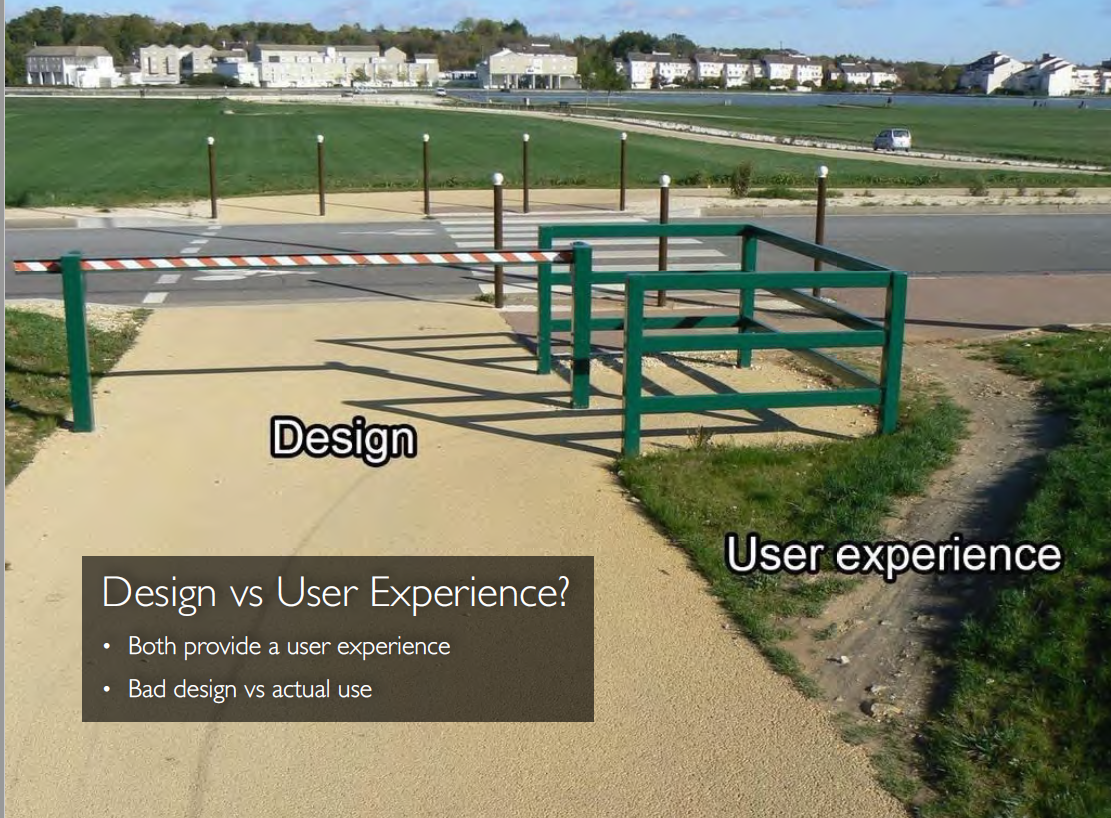 Design
User experience
Design vs User Experience?
• Both provide a user experience
• Bad design vs actual use